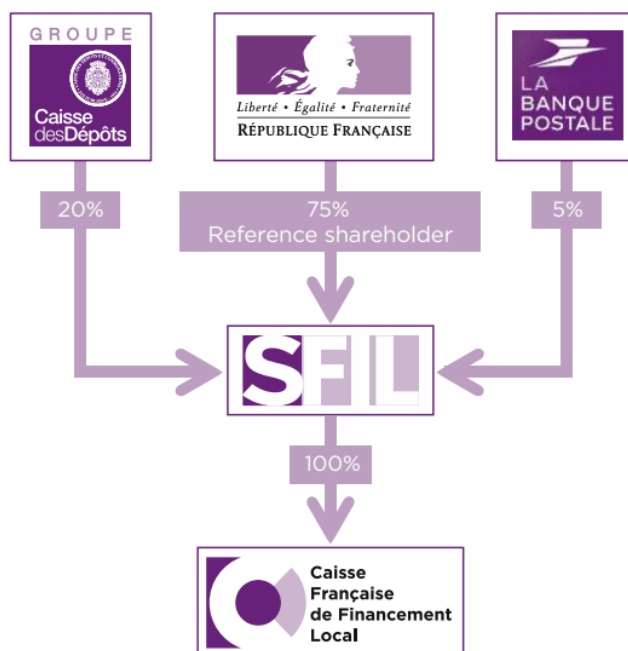 GROUPE
Caisse
desDépôts
Liberté • Égalité • Fraternité
RÉPUBLIQUE FRANÇAISE
LA
BANQUE
POSTALE
20%
75%
Reference shareholder
5%
SFIL
100%
Caisse
Française
de Financement
Local